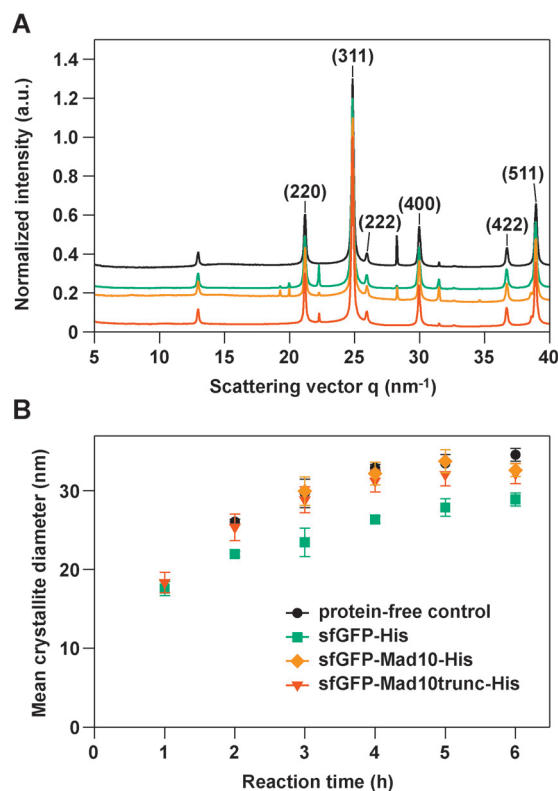 A
Normalized intensity (a.u.)
1.4
1.2
1.0
0.8
0.6
0.4
0.2
0
(311)
(220)
(222)
(400)
(422)
(511)
5 10 15 20 25 30 35 40
Scattering vector q (nm⁻¹)
B
Mean crystallite diameter (nm)
30
20
10
0
protein-free control
sfGFP-His
sfGFP-Mad10-His
sfGFP-Mad10trunc-His
0 1 2 3 4 5 6
Reaction time (h)